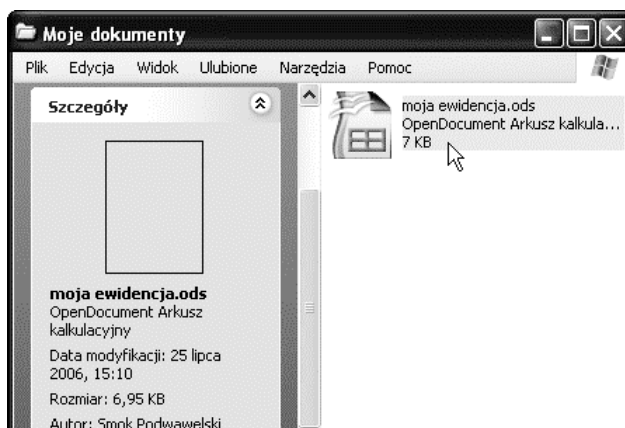 Moje dokumenty
Plik Edycja Widok Ulubione Narzędzia Pomoc
Szczegóły
moja ewidencja.ods
OpenDocument Arkusz
kalkulacyjny
Data modyfikacji: 25 lipca
2006, 15:10
Rozmiar: 6,95 KB
Autor: Smok Podwawelski
moja ewidencja.ods
OpenDocument Arkusz kalkula...
7 KB